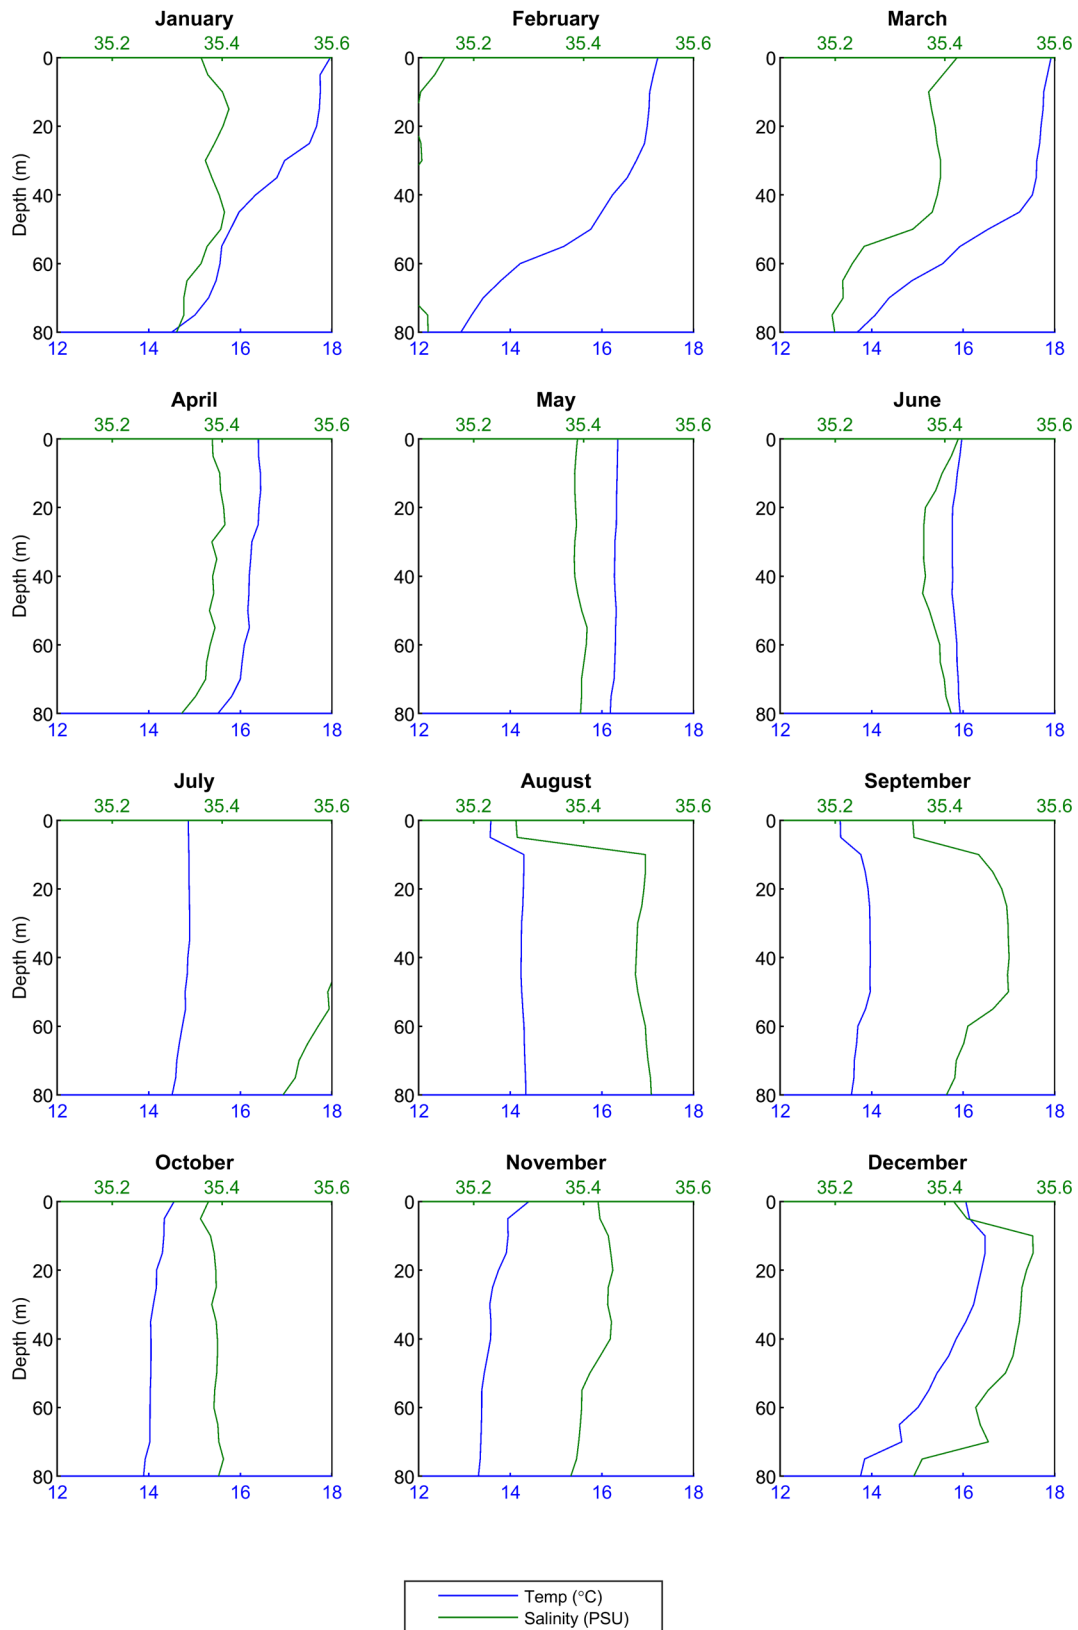 January February March
35.2 35.4 35.6 35.2 35.4 35.6 35.2 35.4 35.6
0 0 0
20 20 20
Depth (m)
40 40 40
60 60 60
80 80 80
12 14 16 18 12 14 16 18 12 14 16 18
April May June
35.2 35.4 35.6 35.2 35.4 35.6 35.2 35.4 35.6
0 0 0
20 20 20
Depth (m)
40 40 40
60 60 60
80 80 80
12 14 16 18 12 14 16 18 12 14 16 18
July August September
35.2 35.4 35.6 35.2 35.4 35.6 35.2 35.4 35.6
0 0 0
20 20 20
Depth (m)
40 40 40
60 60 60
80 80 80
12 14 16 18 12 14 16 18 12 14 16 18
October November December
35.2 35.4 35.6 35.2 35.4 35.6 35.2 35.4 35.6
0 0 0
20 20 20
Depth (m)
40 40 40
60 60 60
80 80 80
12 14 16 18 12 14 16 18 12 14 16 18
Temp (°C)
Salinity (PSU)